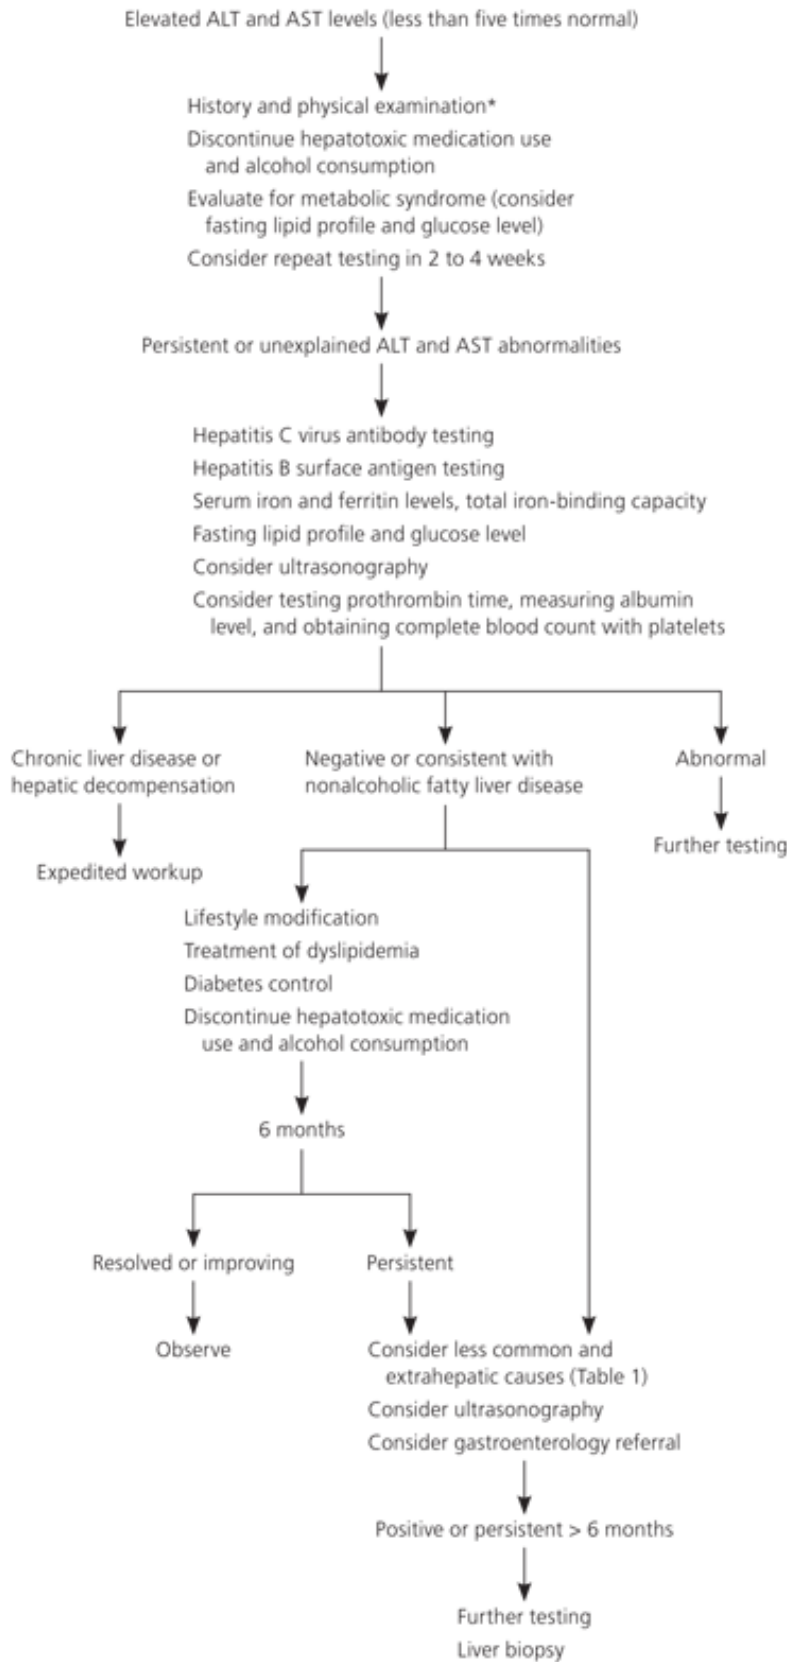 Elevated ALT and AST levels (less than five times normal)
History and physical examination*
Discontinue hepatotoxic medication use
and alcohol consumption
Evaluate for metabolic syndrome (consider
fasting lipid profile and glucose level)
Consider repeat testing in 2 to 4 weeks
Persistent or unexplained ALT and AST abnormalities
Hepatitis C virus antibody testing
Hepatitis B surface antigen testing
Serum iron and ferritin levels, total iron-binding capacity
Fasting lipid profile and glucose level
Consider ultrasonography
Consider testing prothrombin time, measuring albumin
level, and obtaining complete blood count with platelets
Chronic liver disease or
hepatic decompensation
Expedited workup
Negative or consistent with
nonalcoholic fatty liver disease
Abnormal
Further testing
Lifestyle modification
Treatment of dyslipidemia
Diabetes control
Discontinue hepatotoxic medication
use and alcohol consumption
6 months
Resolved or improving
Observe
Persistent
Consider less common and
extrahepatic causes (Table 1)
Consider ultrasonography
Consider gastroenterology referral
Positive or persistent > 6 months
Further testing
Liver biopsy